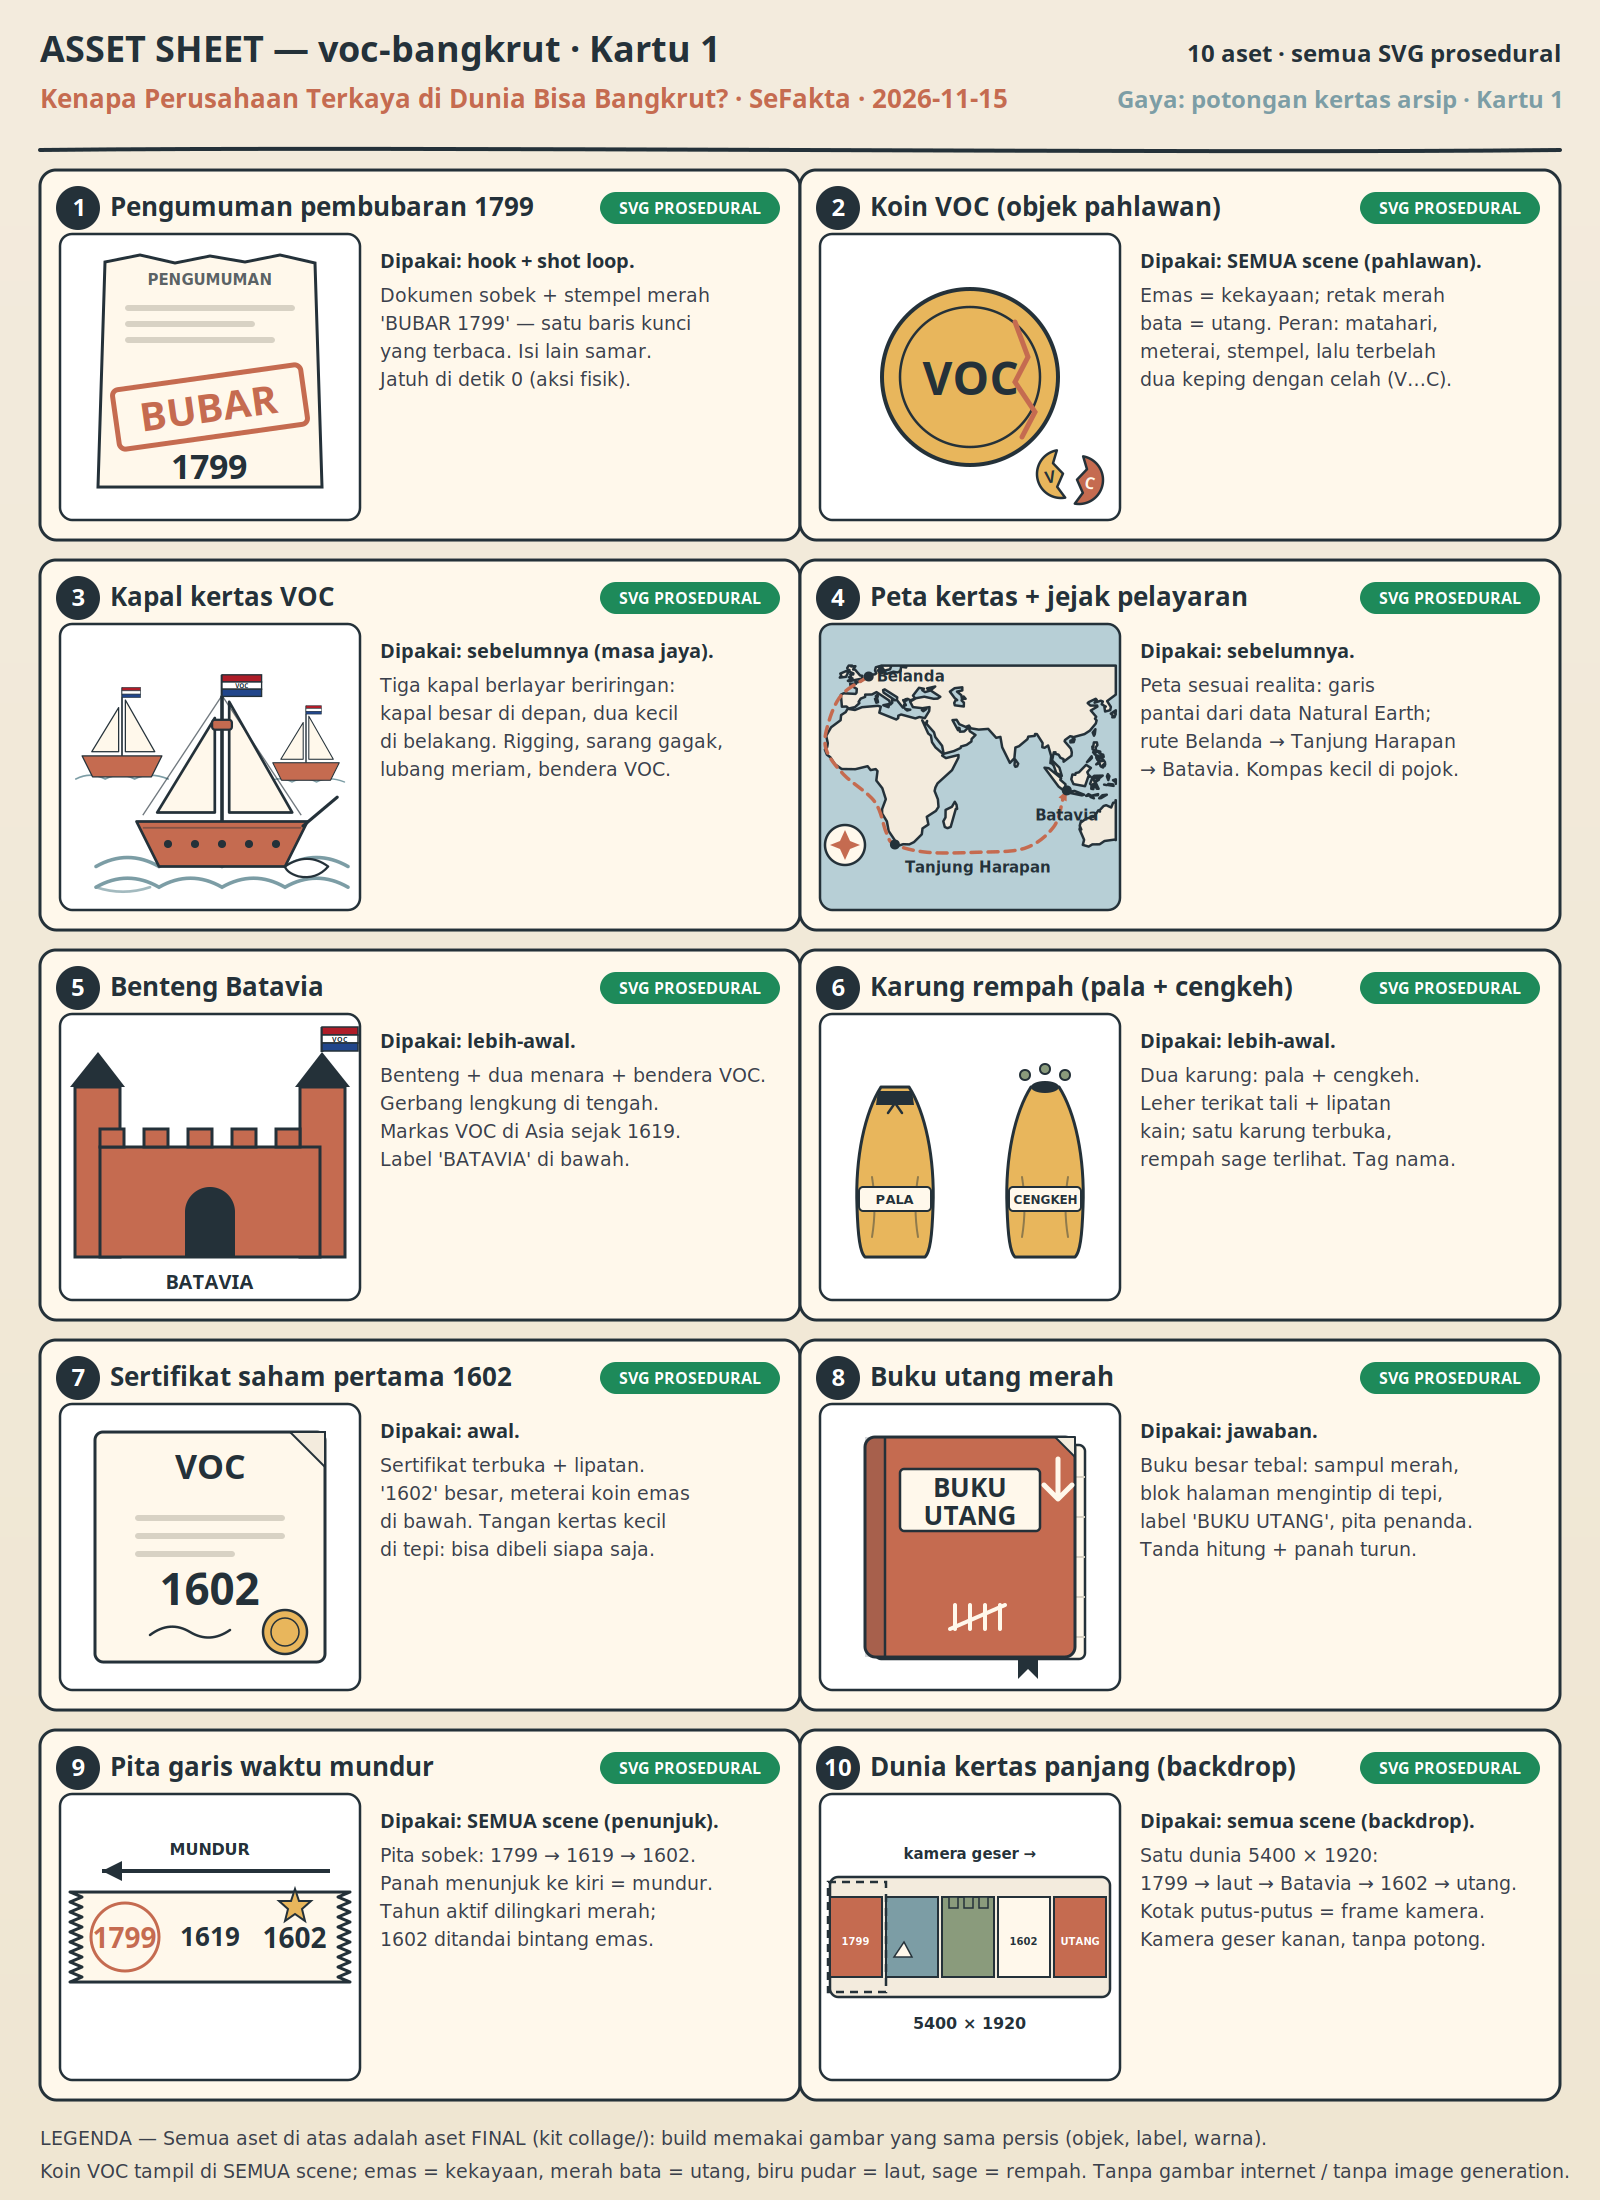 ASSET SHEET — voc-bangkrut · Kartu 1
10 aset · semua SVG prosedural
Kenapa Perusahaan Terkaya di Dunia Bisa Bangkrut? · SeFakta · 2026-11-15
Gaya: potongan kertas arsip · Kartu 1
1 Pengumuman pembubaran 1799
SVG PROSEDURAL
PENGUMUMAN
BUBAR
1799
Dipakai: hook + shot loop.
Dokumen sobek + stempel merah
'BUBAR 1799' — satu baris kunci
yang terbaca. Isi lain samar.
Jatuh di detik 0 (aksi fisik).
2 Koin VOC (objek pahlawan)
SVG PROSEDURAL
VOC
V
C
Dipakai: SEMUA scene (pahlawan).
Emas = kekayaan; retak merah
bata = utang. Peran: matahari,
meterai, stempel, lalu terbelah
dua keping dengan celah (V...C).
3 Kapal kertas VOC
SVG PROSEDURAL
VOC
Dipakai: sebelumnya (masa jaya).
Tiga kapal berlayar beriringan:
kapal besar di depan, dua kecil
di belakang. Rigging, sarang gagak,
lubang meriam, bendera VOC.
4 Peta kertas + jejak pelayaran
SVG PROSEDURAL
Belanda
Batavia
Tanjung Harapan
Dipakai: sebelumnya.
Peta sesuai realita: garis
pantai dari data Natural Earth;
rute Belanda → Tanjung Harapan
→ Batavia. Kompas kecil di pojok.
5 Benteng Batavia
SVG PROSEDURAL
VOC
BATAVIA
Dipakai: lebih-awal.
Benteng + dua menara + bendera VOC.
Gerbang lengkung di tengah.
Markas VOC di Asia sejak 1619.
Label 'BATAVIA' di bawah.
6 Karung rempah (pala + cengkeh)
SVG PROSEDURAL
PALA
CENGKEH
Dipakai: lebih-awal.
Dua karung: pala + cengkeh.
Leher terikat tali + lipatan
kain; satu karung terbuka,
rempah sage terlihat. Tag nama.
7 Sertifikat saham pertama 1602
SVG PROSEDURAL
VOC
1602
Dipakai: awal.
Sertifikat terbuka + lipatan.
'1602' besar, meterai koin emas
di bawah. Tangan kertas kecil
di tepi: bisa dibeli siapa saja.
8 Buku utang merah
SVG PROSEDURAL
BUKU
UTANG
Dipakai: jawaban.
Buku besar tebal: sampul merah,
blok halaman mengintip di tepi,
label 'BUKU UTANG', pita penanda.
Tanda hitung + panah turun.
9 Pita garis waktu mundur
SVG PROSEDURAL
MUNDUR
1799 1619 1602
Dipakai: SEMUA scene (penunjuk).
Pita sobek: 1799 → 1619 → 1602.
Panah menunjuk ke kiri = mundur.
Tahun aktif dilingkari merah;
1602 ditandai bintang emas.
10 Dunia kertas panjang (backdrop)
SVG PROSEDURAL
kamera geser →
1799 1602 UTANG
5400 × 1920
Dipakai: semua scene (backdrop).
Satu dunia 5400 × 1920:
1799 → laut → Batavia → 1602 → utang.
Kotak putus-putus = frame kamera.
Kamera geser kanan, tanpa potong.
LEGENDA — Semua aset di atas adalah aset FINAL (kit collage/): build memakai gambar yang sama persis (objek, label, warna).
Koin VOC tampil di SEMUA scene; emas = kekayaan, merah bata = utang, biru pudar = laut, sage = rempah. Tanpa gambar internet / tanpa image generation.